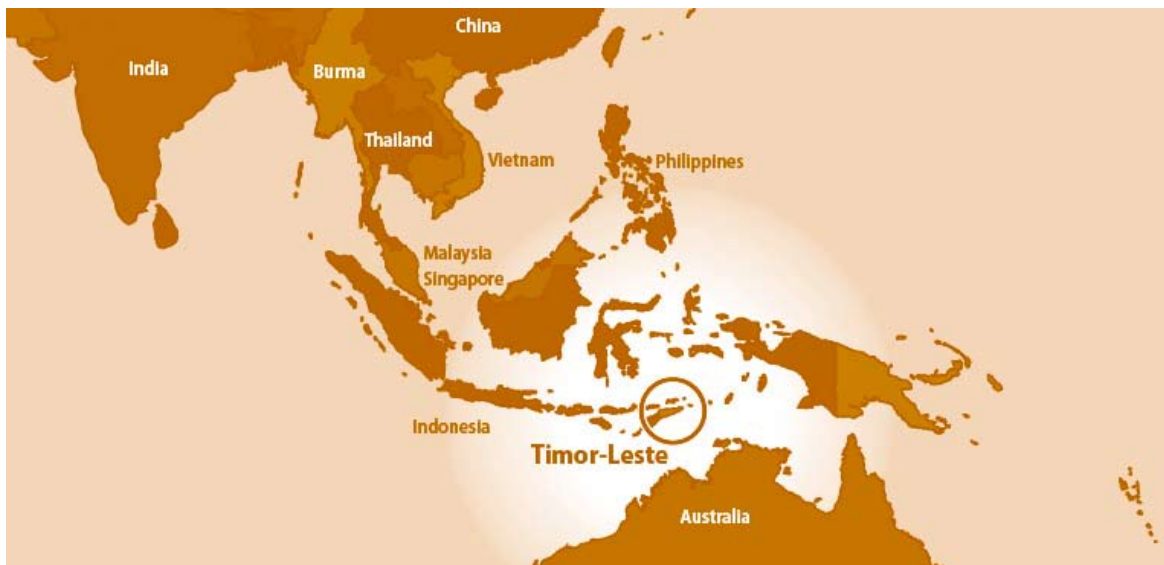 China
India
Burma
Thailand
Vietnam
Philippines
Malaysia
Singapore
Indonesia
Timor-Leste
Australia